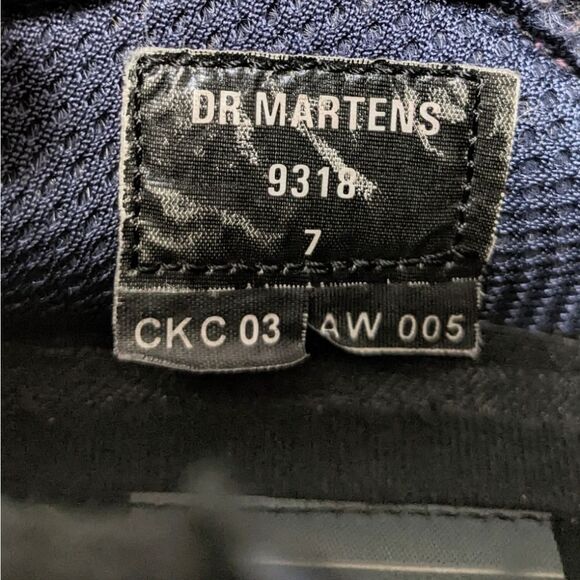 DR. MARTENS
9318
7
CKC 03 AW 005